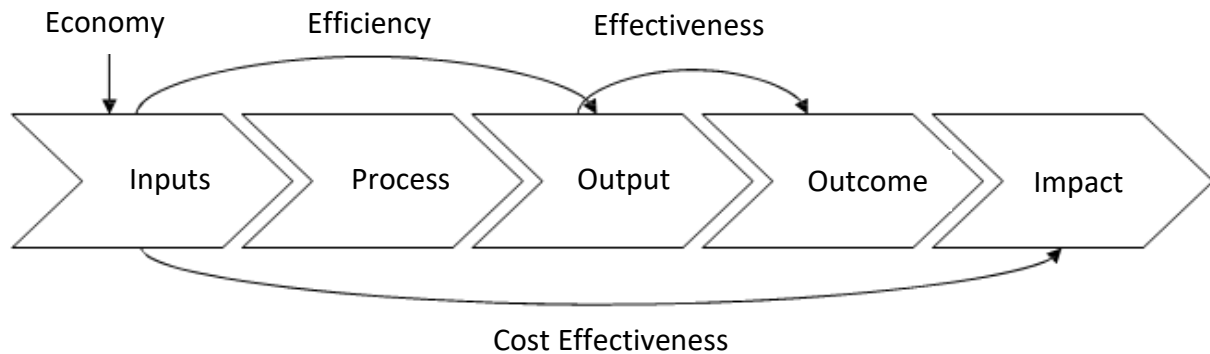 Economy Efficiency Effectiveness
Inputs Process Output Outcome Impact
Cost Effectiveness